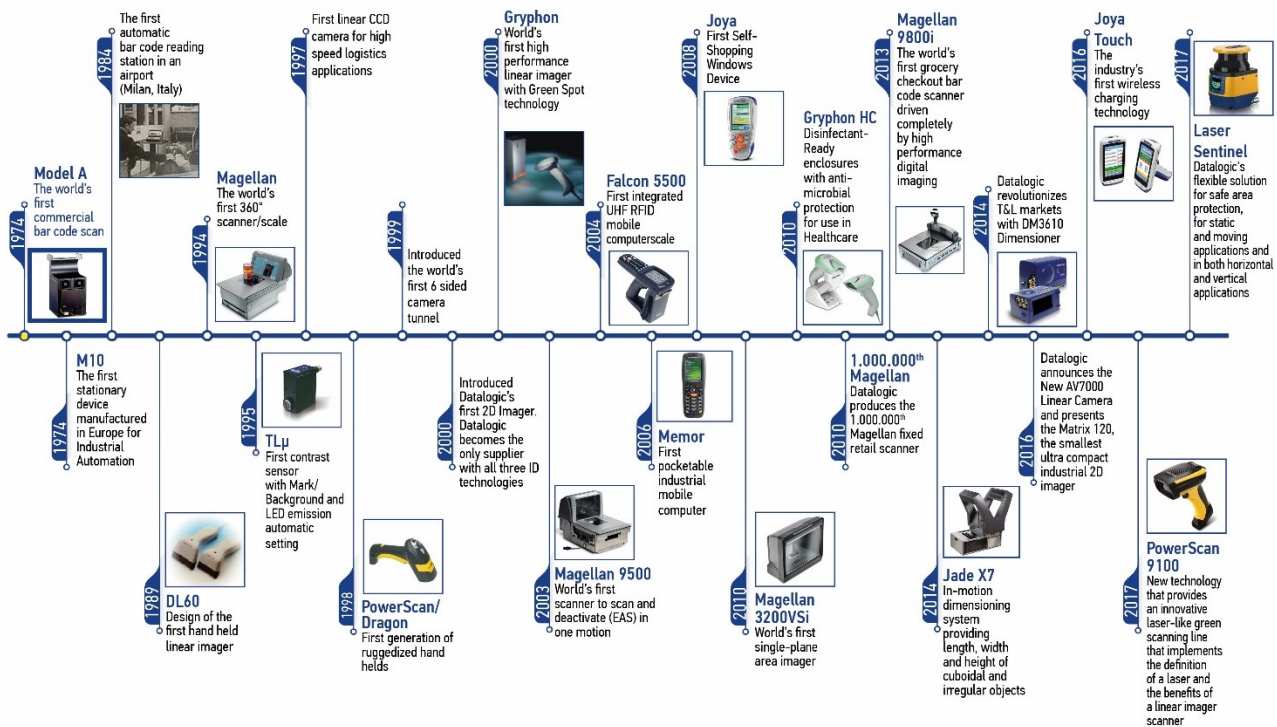 1974
Model A
The world's
first
commercial
bar code scan
1974
M10
The first
stationary
device
manufactured
in Europe for
Industrial
Automation
1984
The first
automatic
bar code reading
station in an
airport
(Milan, Italy)
1989
DL60
Design of the
first hand held
linear imager
1994
Magellan
The world's
first 360°
scanner/scale
1995
TLμ
First contrast
sensor
with Mark/
Background and
LED emission
automatic
setting
1997
First linear CCD
camera for high
speed logistics
applications
1998
PowerScan/
Dragon
First generation of
ruggedized hand
helds
1999
Introduced
the world's
first 6 sided
camera
tunnel
2000
Introduced
Datalogic's
first 2D Imager.
Datalogic
becomes the
only supplier
with all three ID
technologies
2000
Gryphon
World's
first high
performance
linear imager
with Green Spot
technology
2003
Magellan 9500
World's first
scanner to scan and
deactivate (EAS) in
one motion
2004
Falcon 5500
First integrated
UHF RFID
mobile
computerscale
2006
Memor
First
pocketable
industrial
mobile
computer
2008
Joya
First Self-
Shopping
Windows
Device
2010
Magellan
3200VSi
World's first
single-plane
area imager
2010
Gryphon HC
Disinfectant-
Ready
enclosures
with anti-
microbial
protection
for use in
Healthcare
2010
1.000.000th
Magellan
Datalogic
produces the
1.000.000th
Magellan fixed
retail scanner
2013
Magellan
9800i
The world's
first grocery
checkout bar
code scanner
driven
completely
by high
performance
digital
imaging
2014
Jade X7
In-motion
dimensioning
system
providing
length, width
and height of
cuboidal and
irregular objects
2014
Datalogic
revolutionizes
T&L markets
with DM3610
Dimensioner
2016
Datalogic
announces the
New AV7000
Linear Camera
and presents
the Matrix 120,
the smallest
ultra compact
industrial 2D
imager
2016
Joya
Touch
The
industry's
first wireless
charging
technology
2017
PowerScan
9100
New technology
that provides
an innovative
laser-like green
scanning line
that implements
the definition
of a laser and
the benefits of
a linear imager
scanner
2017
Laser
Sentinel
Datalogic's
flexible solution
for safe area
protection,
for static
and moving
applications and
in both horizontal
and vertical
applications